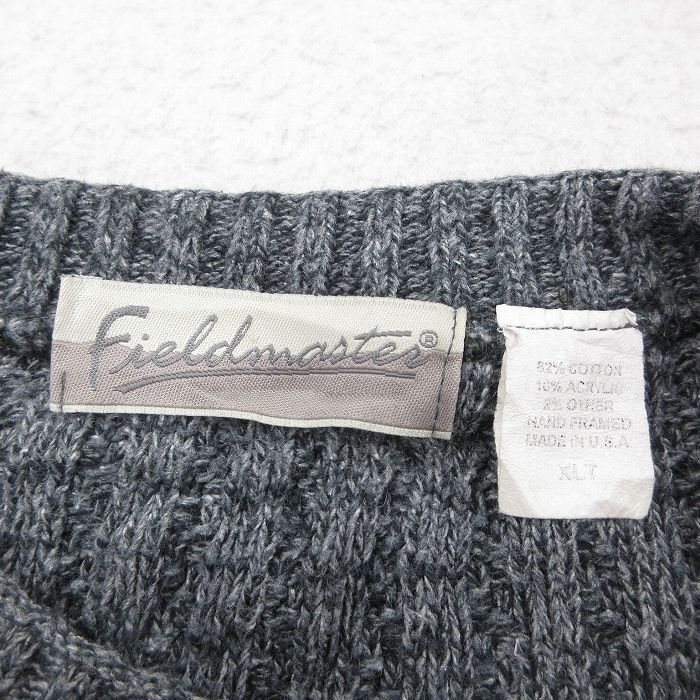 Fieldmaster®
82% COTTON
16% ACRYLIC
2% OTHER
HAND FRAMED
MADE IN U.S.A
XLT